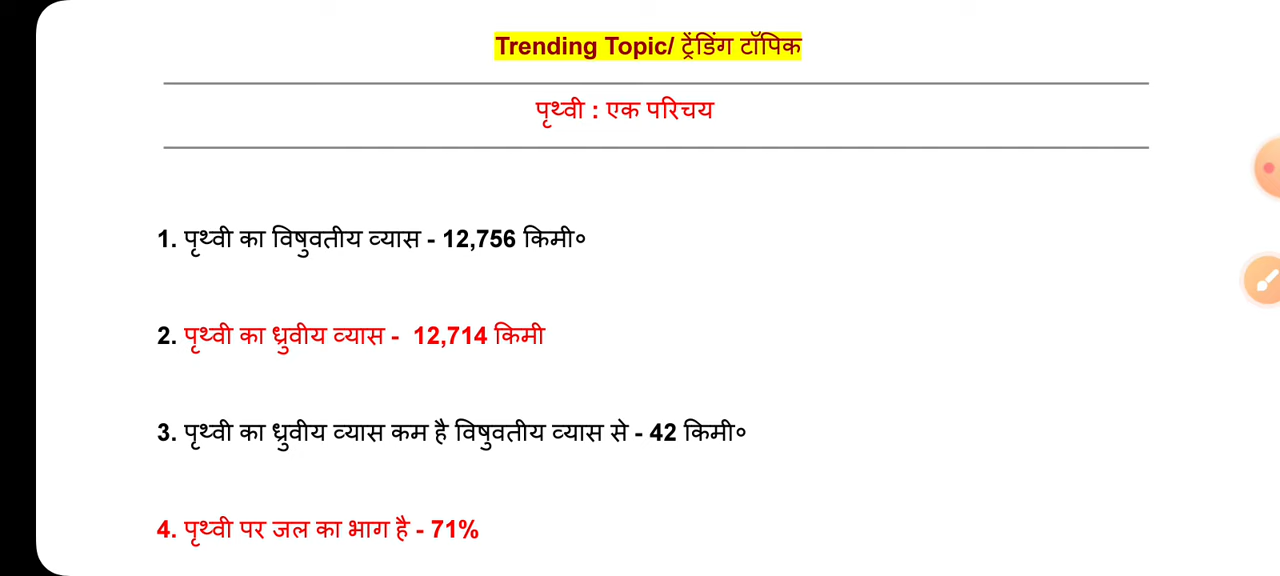 Trending Topic/ ट्रेंडिंग टॉपिक
पृथ्वी : एक परिचय
1. पृथ्वी का विषुवतीय व्यास - 12,756 किमी०
2. पृथ्वी का ध्रुवीय व्यास - 12,714 किमी
3. पृथ्वी का ध्रुवीय व्यास कम है विषुवतीय व्यास से - 42 किमी०
4. पृथ्वी पर जल का भाग है - 71%